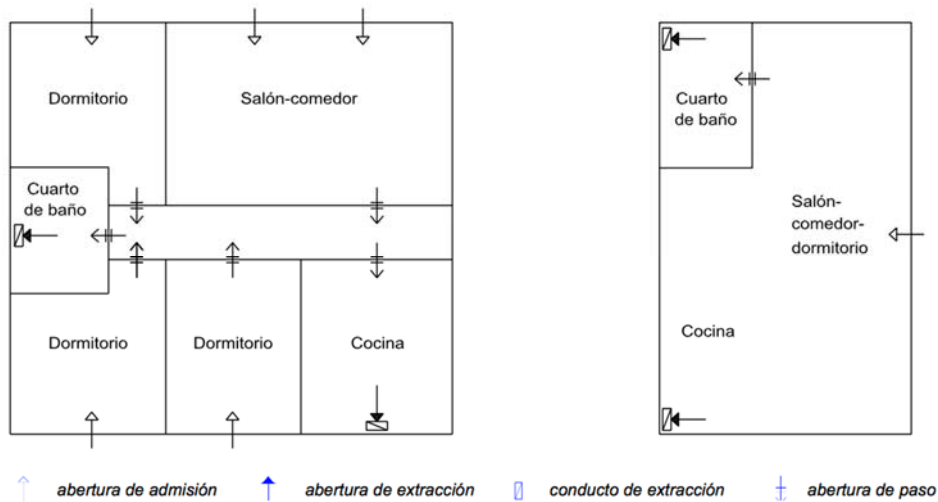 Dormitorio
Salón-comedor
Cuarto
de baño
Dormitorio
Dormitorio
Cocina
Cuarto
de baño
Salón-
comedor-
dormitorio
Cocina
abertura de admisión
abertura de extracción
conducto de extracción
abertura de paso